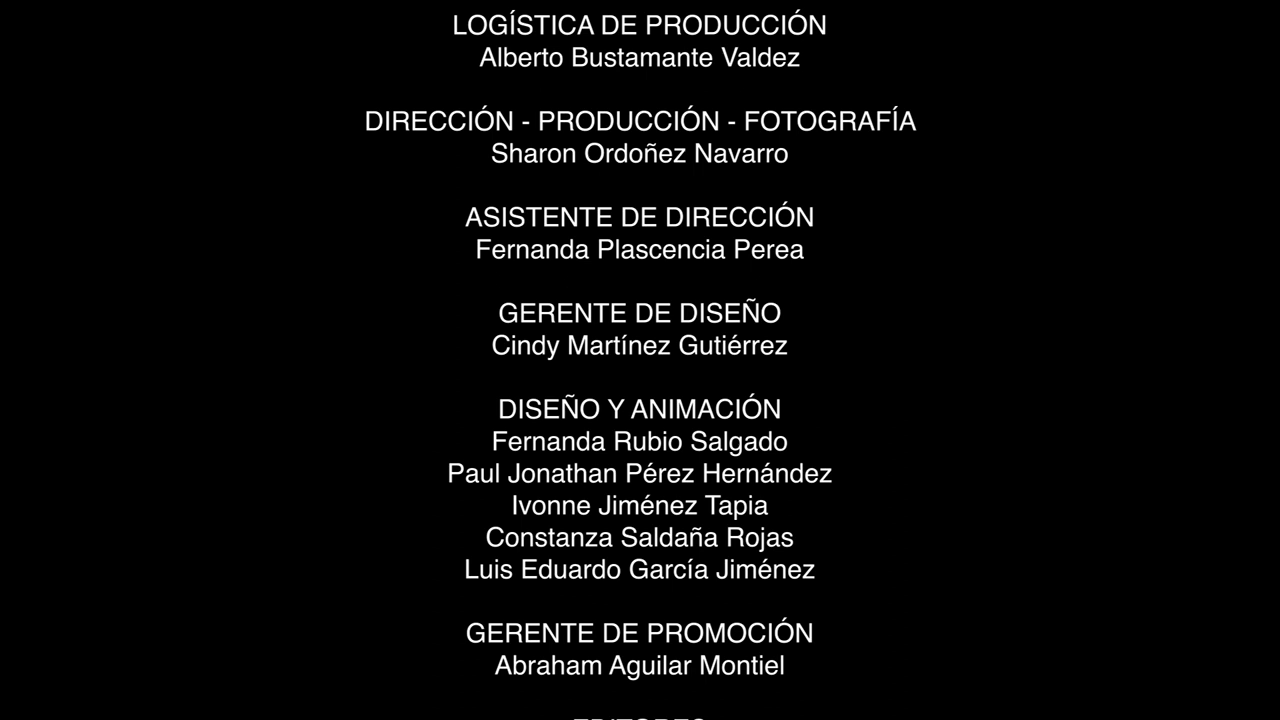 LOGÍSTICA DE PRODUCCIÓN
Alberto Bustamante Valdez
DIRECCIÓN - PRODUCCIÓN - FOTOGRAFÍA
Sharon Ordoñez Navarro
ASISTENTE DE DIRECCIÓN
Fernanda Plascencia Perea
GERENTE DE DISEÑO
Cindy Martínez Gutiérrez
DISEÑO Y ANIMACIÓN
Fernanda Rubio Salgado
Paul Jonathan Pérez Hernández
Ivonne Jiménez Tapia
Constanza Saldaña Rojas
Luis Eduardo García Jiménez
GERENTE DE PROMOCIÓN
Abraham Aguilar Montiel